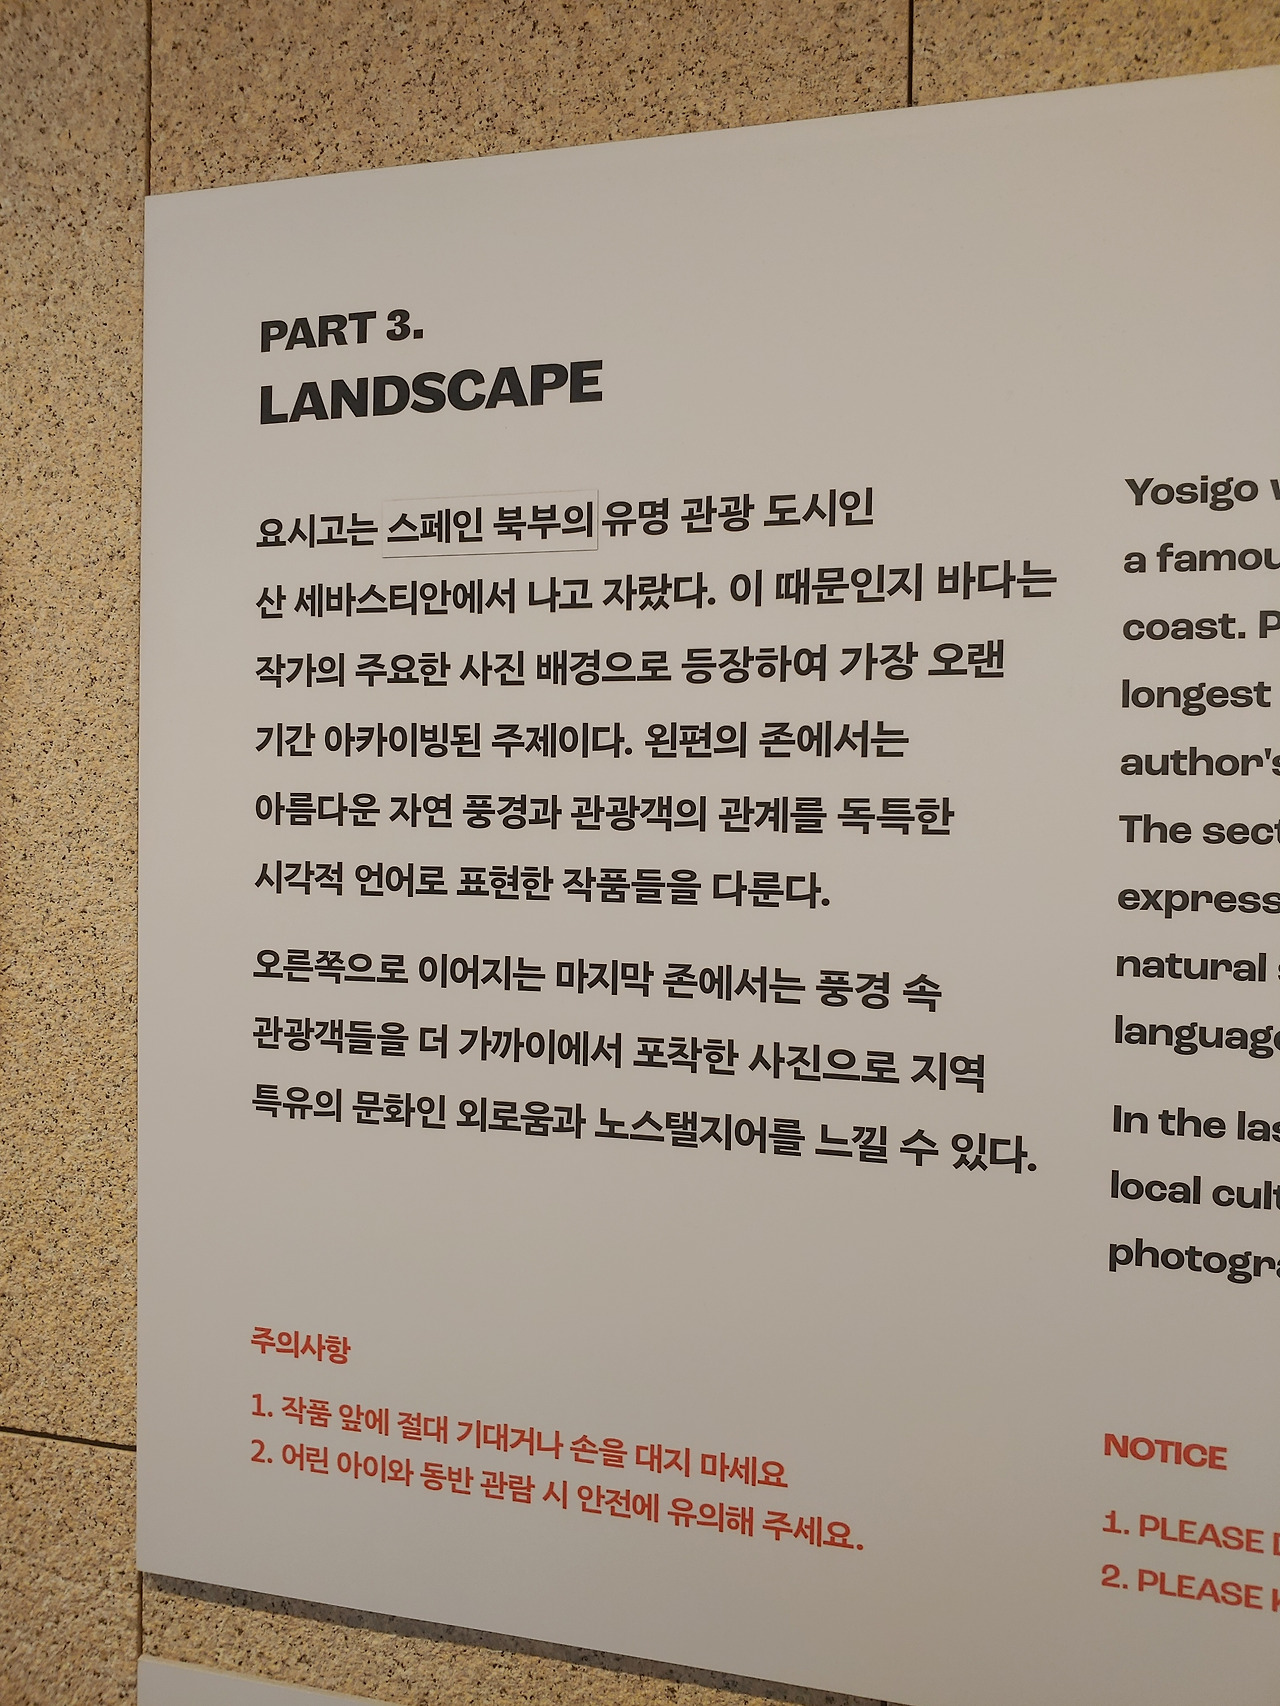 PART 3.
LANDSCAPE
요시고는 스페인 북부의 유명 관광 도시인
산 세바스티안에서 나고 자랐다. 이 때문인지 바다는
작가의 주요한 사진 배경으로 등장하여 가장 오랜
기간 아카이빙된 주제이다. 왼편의 존에서는
아름다운 자연 풍경과 관광객의 관계를 독특한
시각적 언어로 표현한 작품들을 다룬다.
오른쪽으로 이어지는 마지막 존에서는 풍경 속
관광객들을 더 가까이에서 포착한 사진으로 지역
특유의 문화인 외로움과 노스탤지어를 느낄 수 있다.
주의사항
1. 작품 앞에 절대 기대거나 손을 대지 마세요
2. 어린 아이와 동반 관람 시 안전에 유의해 주세요.
Yosigo
a famou
coast.
longest
author's
The sect
express
natural
language
In the las
local cult
photogra
NOTICE
1. PLEASE
2. PLEASE